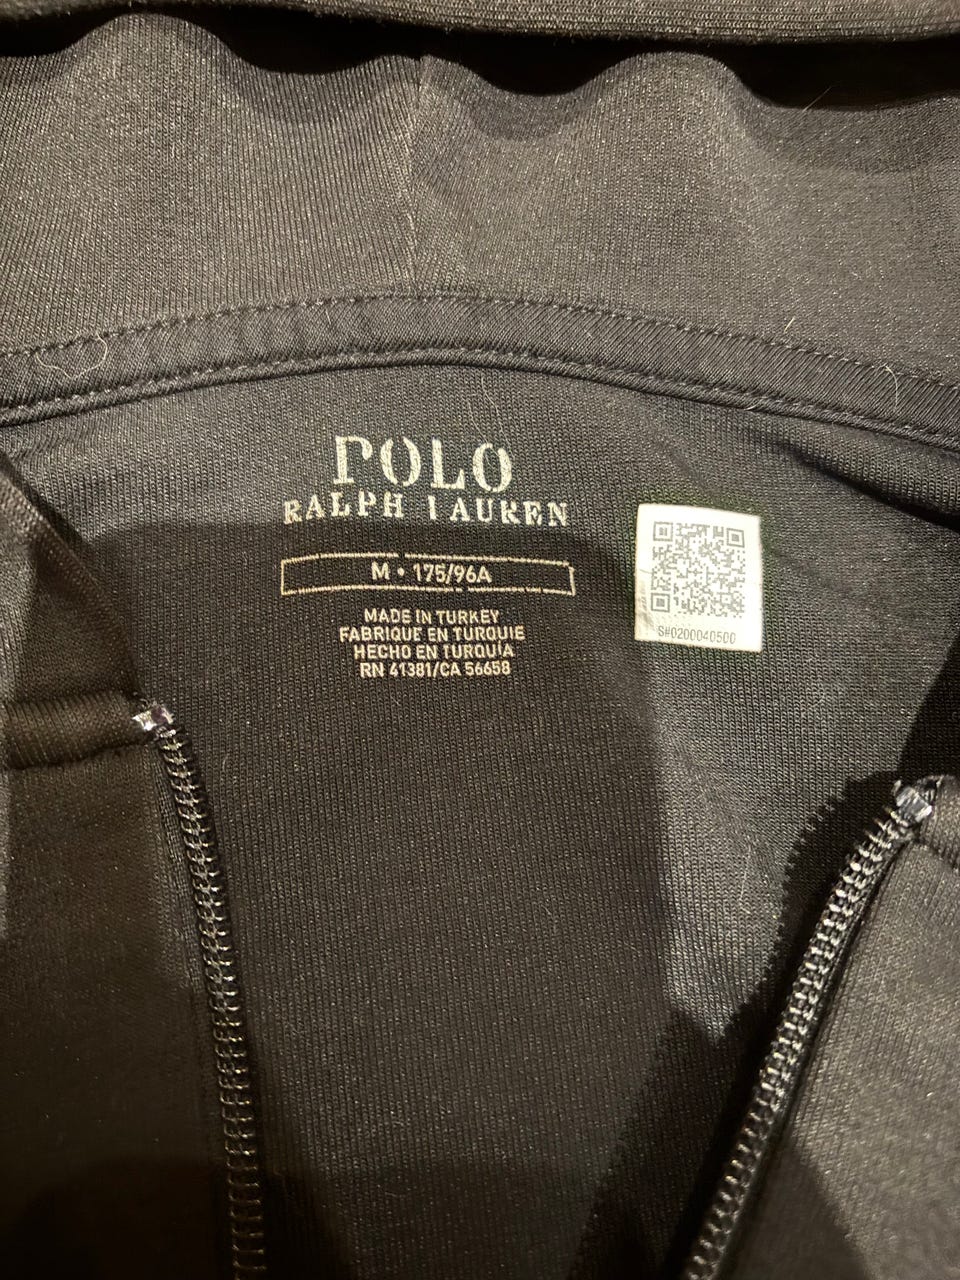 POLO
RALPH LAUREN
M • 175/96A
MADE IN TURKEY
FABRIQUE EN TURQUIE
HECHO EN TURQUIA
RN 41381/CA 56658
S#0200040500